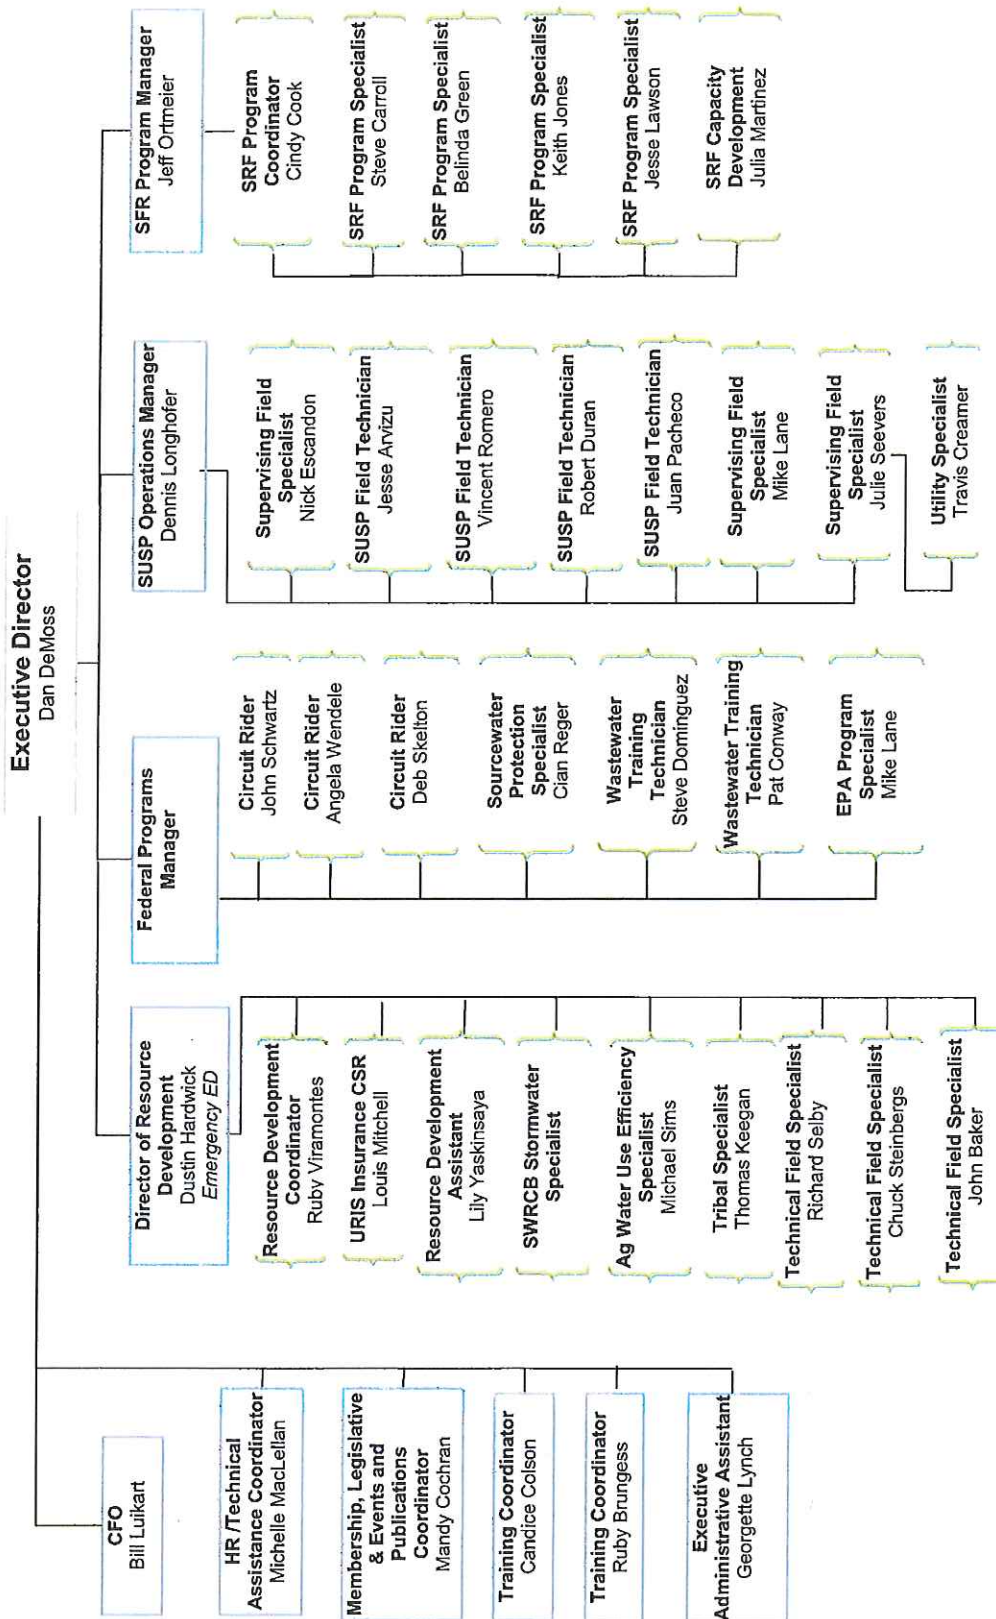 Executive Director
Dan DeMoss
CFO
Bill Luikart
HR /Technical
Assistance Coordinator
Michelle MacLellan
Membership, Legislative
& Events and
Publications
Coordinator
Mandy Cochran
Training Coordinator
Candice Colson
Training Coordinator
Ruby Brungess
Executive
Administrative Assistant
Georgette Lynch
Director of Resource
Development
Dustin Hardwick
Emergency ED
Resource Development
Coordinator
Ruby Viramontes
URIS Insurance CSR
Louis Mitchell
Resource Development
Assistant
Lily Yaskinsaya
SWRCB Stormwater
Specialist
Ag Water Use Efficiency
Specialist
Michael Sims
Tribal Specialist
Thomas Keegan
Technical Field Specialist
Richard Selby
Technical Field Specialist
Chuck Steinbergs
Technical Field Specialist
John Baker
Federal Programs
Manager
Circuit Rider
John Schwartz
Circuit Rider
Angela Wendele
Circuit Rider
Deb Skelton
Sourcewater
Protection
Specialist
Cian Reger
Wastewater
Training
Technician
Steve Dominguez
Wastewater Training
Technician
Pat Conway
EPA Program
Specialist
Mike Lane
SUSP Operations Manager
Dennis Longhofer
Supervising Field
Specialist
Nick Escandon
SUSP Field Technician
Jesse Arvizu
SUSP Field Technician
Vincent Romero
SUSP Field Technician
Robert Duran
SUSP Field Technician
Juan Pacheco
Supervising Field
Specialist
Mike Lane
Supervising Field
Specialist
Julie Seevers
Utility Specialist
Travis Creamer
SFR Program Manager
Jeff Ortmeier
SRF Program
Coordinator
Cindy Cook
SRF Program Specialist
Steve Carroll
SRF Program Specialist
Belinda Green
SRF Program Specialist
Keith Jones
SRF Program Specialist
Jesse Lawson
SRF Capacity
Development
Julia Martinez